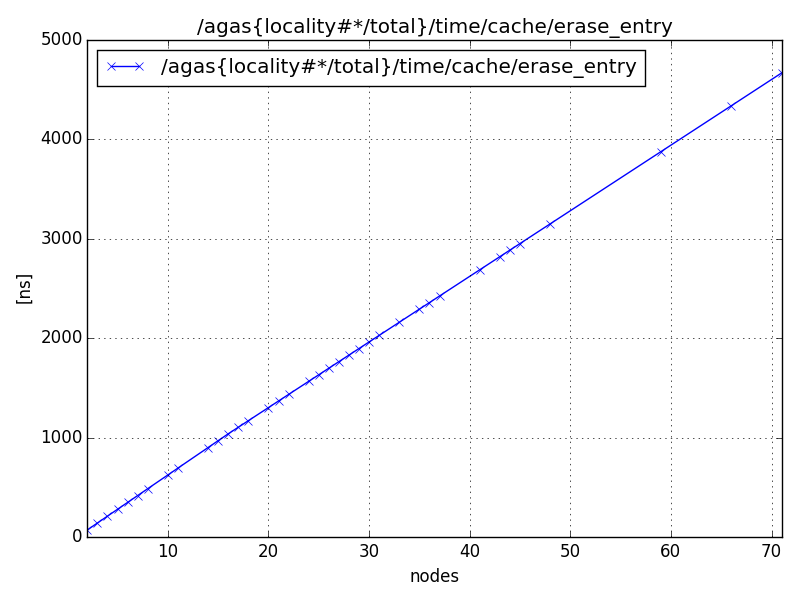 /agas{locality#*/total}/time/cache/erase_entry
/agas{locality#*/total}/time/cache/erase_entry
5000
4000
3000
2000
1000
0
[ns]
10 20 30 40 50 60 70
nodes